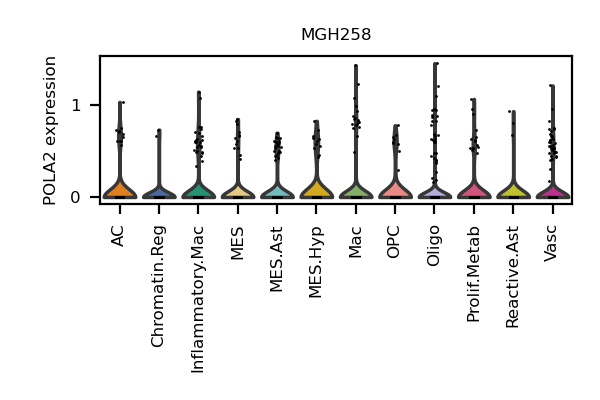 MGH258
POLA2 expression
1
0
AC
Chromatin.Reg
Inflammatory.Mac
MES
MES.Ast
MES.Hyp
Mac
OPC
Oligo
Prolif.Metab
Reactive.Ast
Vasc